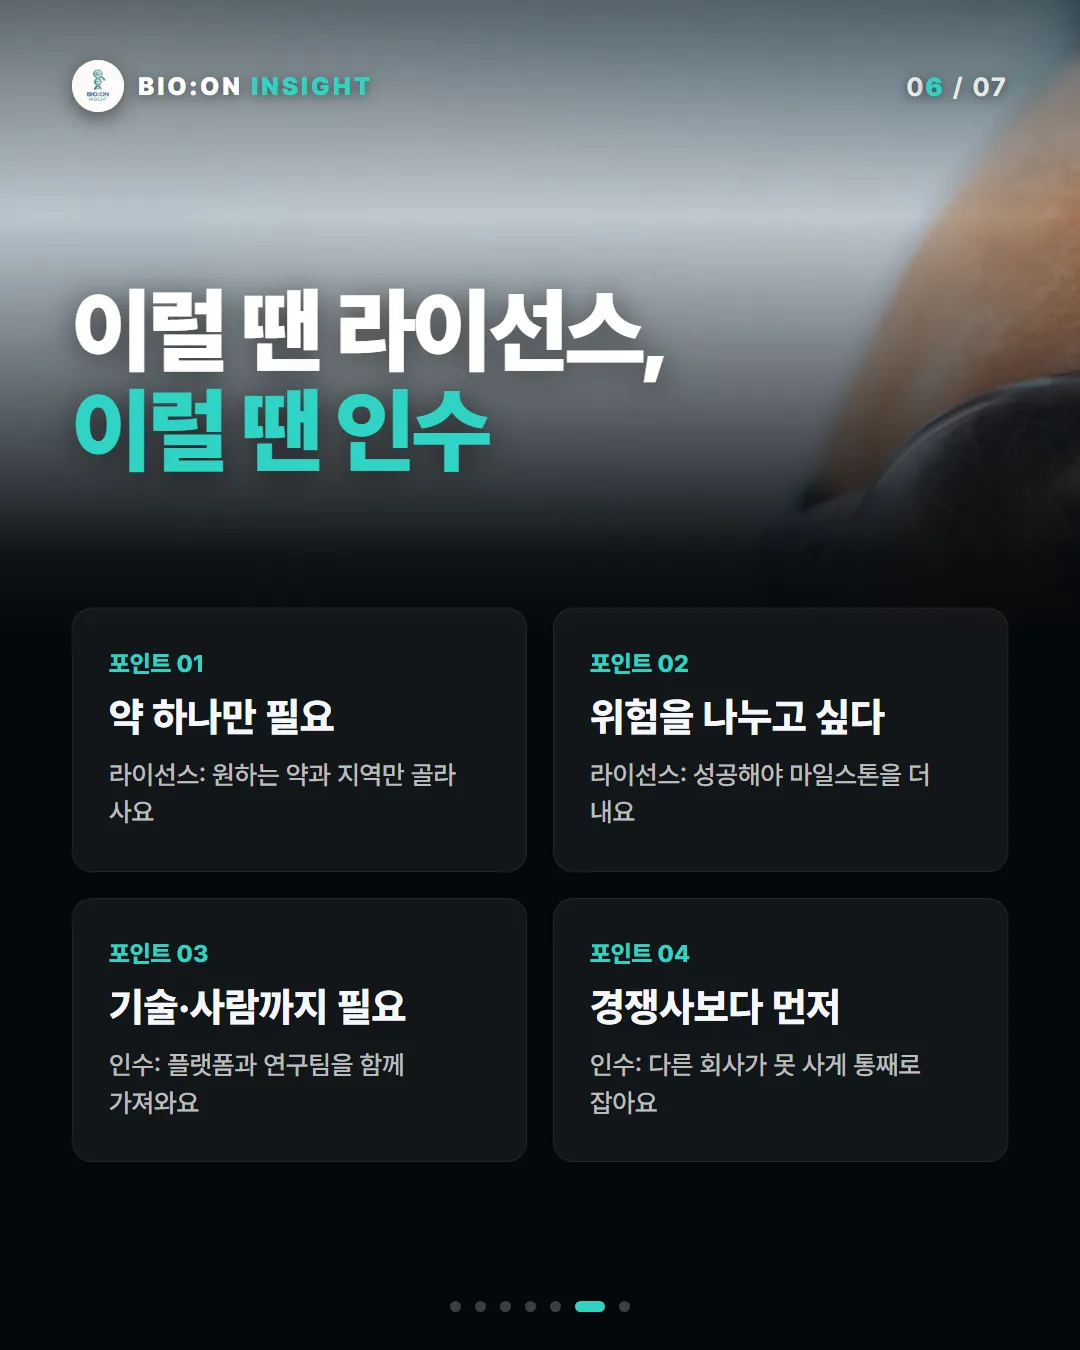 BIO:ON
INSIGHT
BIO:ON INSIGHT
06 / 07
이럴 땐 라이선스,
이럴 땐 인수
포인트 01
약 하나만 필요
라이선스: 원하는 약과 지역만 골라
사요
포인트 02
위험을 나누고 싶다
라이선스: 성공해야 마일스톤을 더
내요
포인트 03
기술·사람까지 필요
인수: 플랫폼과 연구팀을 함께
가져와요
포인트 04
경쟁사보다 먼저
인수: 다른 회사가 못 사게 통째로
잡아요